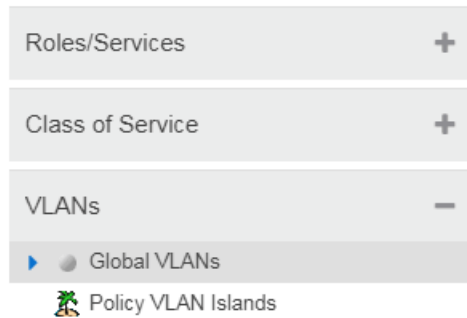 Roles/Services
Class of Service
VLANs
Global VLANs
Policy VLAN Islands